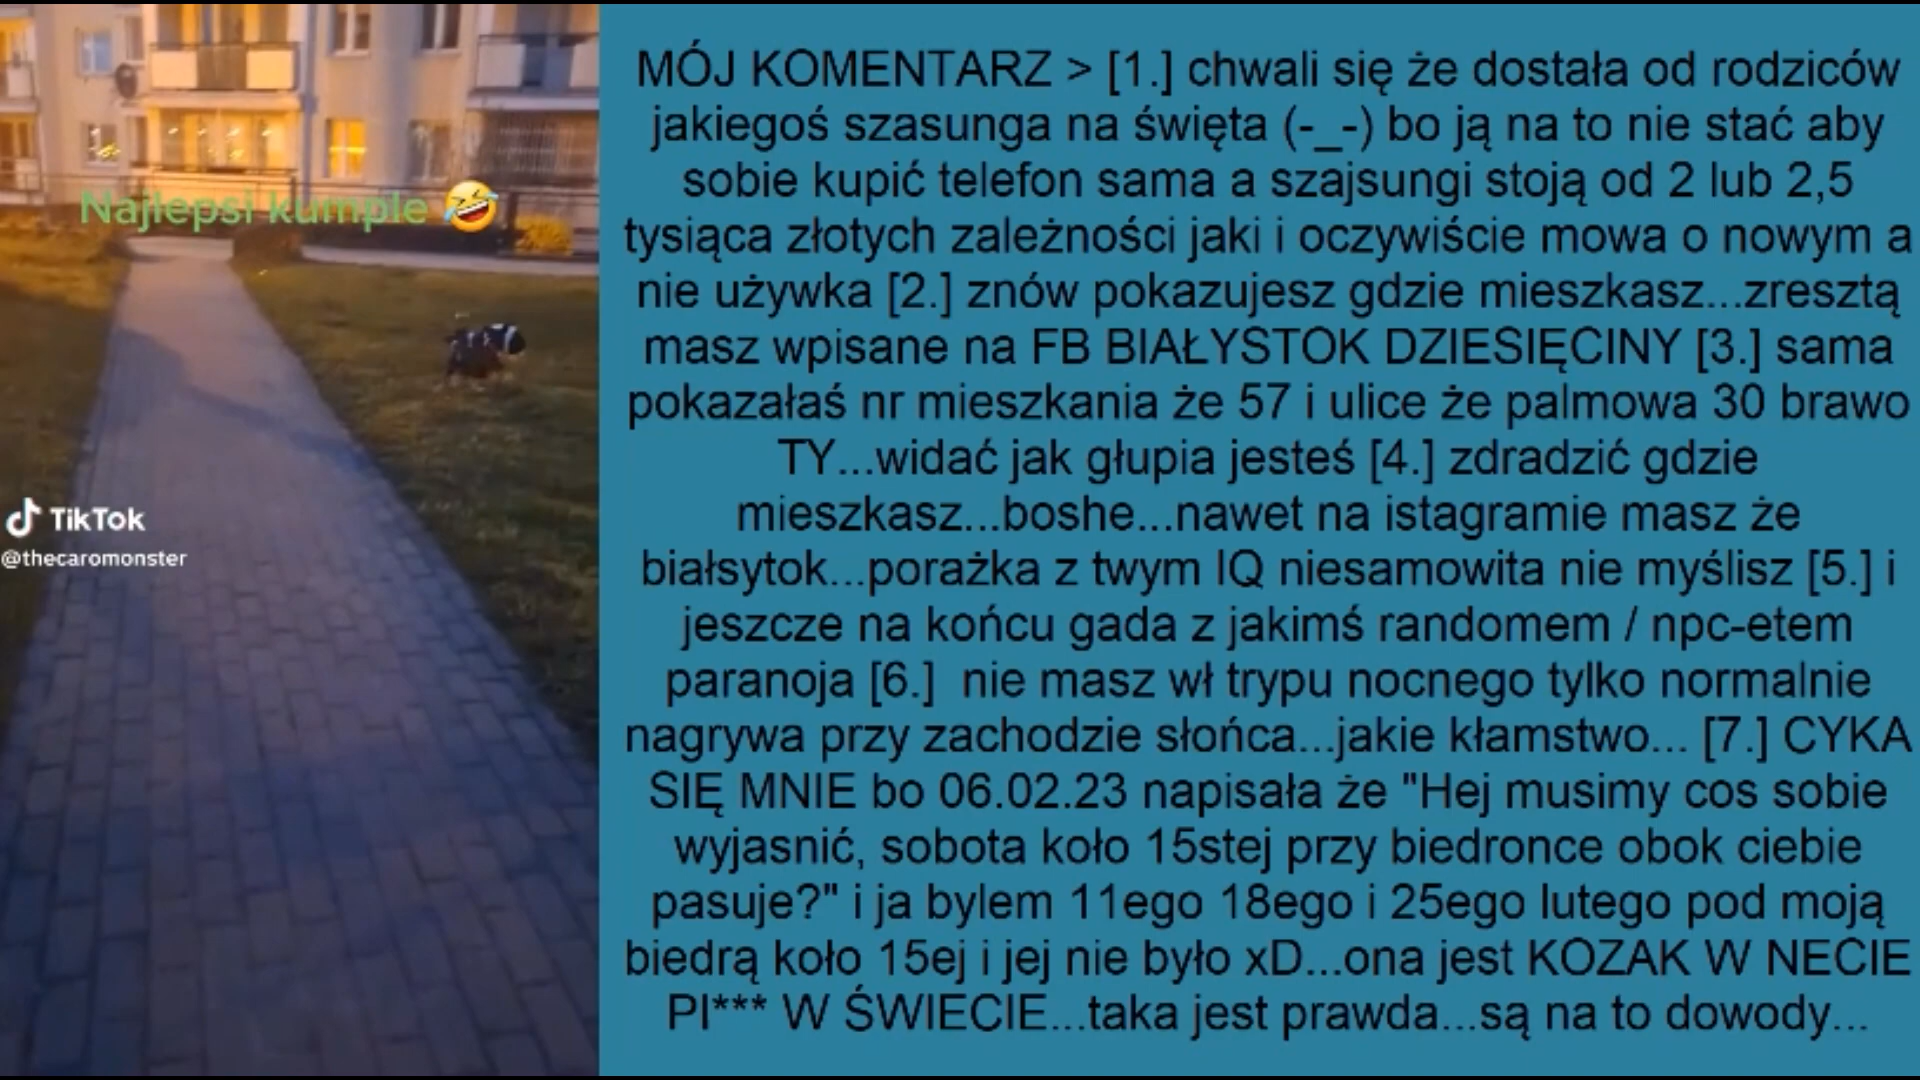 Najlepsi kumple 🤣
TikTok
@thecaromonster
MÓJ KOMENTARZ > [1.] chwali się że dostała od rodziców
jakiegoś szasunga na święta (-_-) bo ją na to nie stać aby
sobie kupić telefon sama a szajsungi stoją od 2 lub 2,5
tysiąca złotych zależności jaki i oczywiście mowa o nowym a
nie używka [2.] znów pokazujesz gdzie mieszkasz...zresztą
masz wpisane na FB BIAŁYSTOK DZIESIĘCINY [3.] sama
pokazałaś nr mieszkania że 57 i ulice że palmowa 30 brawo
TY...widać jak głupia jesteś [4.] zdradzić gdzie
mieszkasz...boshe...nawet na istagramie masz że
białsytok...porażka z twym IQ niesamowita nie myślisz [5.] i
jeszcze na końcu gada z jakimś randomem / npc-etem
paranoja [6.]  nie masz wł trypu nocnego tylko normalnie
nagrywa przy zachodzie słońca...jakie kłamstwo... [7.] CYKA
SIĘ MNIE bo 06.02.23 napisała że "Hej musimy cos sobie
wyjasnić, sobota koło 15stej przy biedronce obok ciebie
pasuje?" i ja bylem 11ego 18ego i 25ego lutego pod moją
biedrą koło 15ej i jej nie było xD...ona jest KOZAK W NECIE
PI*** W ŚWIECIE...taka jest prawda...są na to dowody...